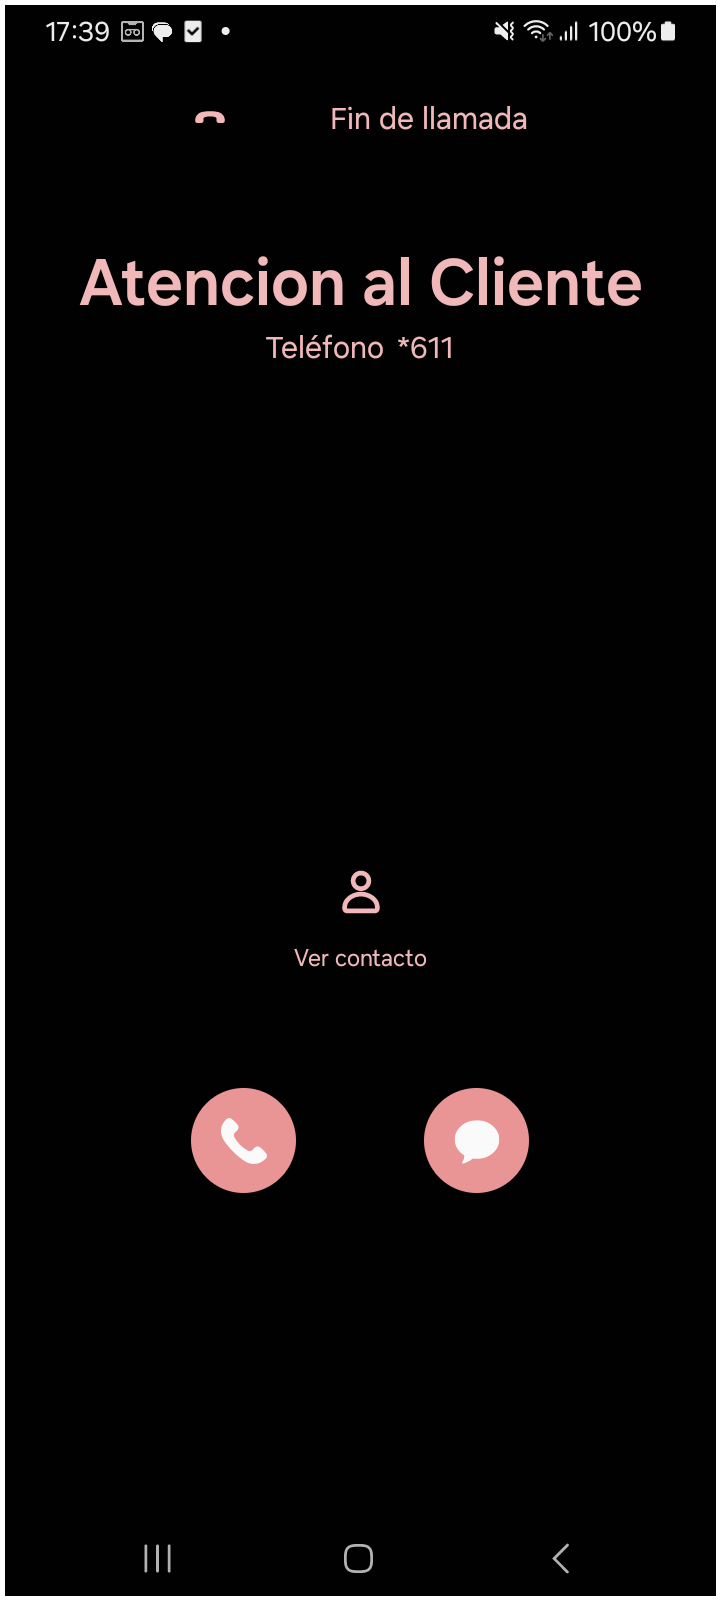 17:39 100%
Fin de llamada
Atencion al Cliente
Teléfono *611
Ver contacto